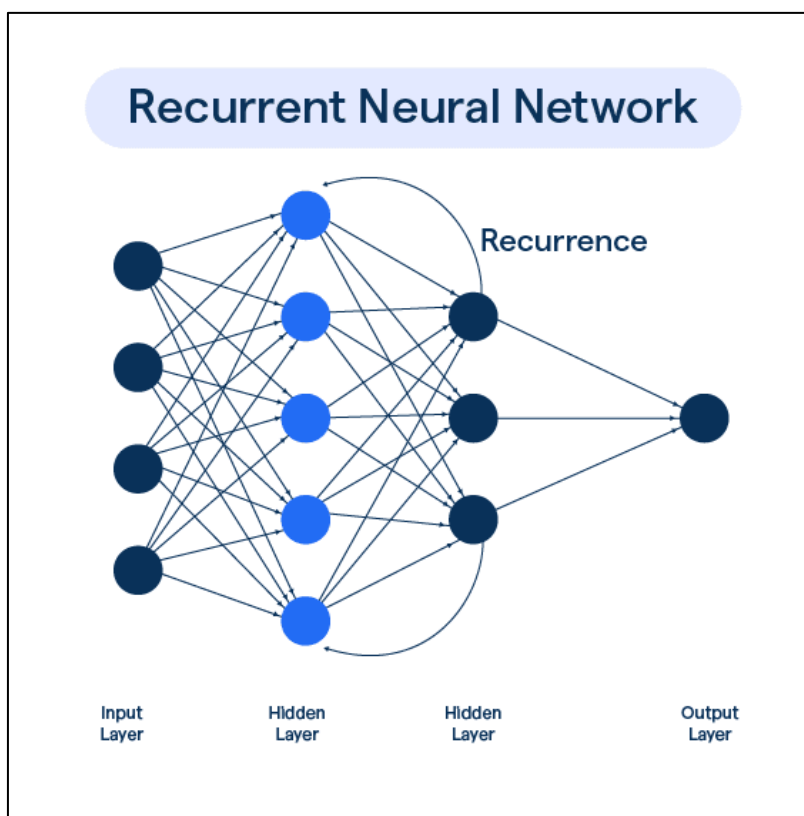 Recurrent Neural Network
Recurrence
Input
Layer
Hidden
Layer
Hidden
Layer
Output
Layer